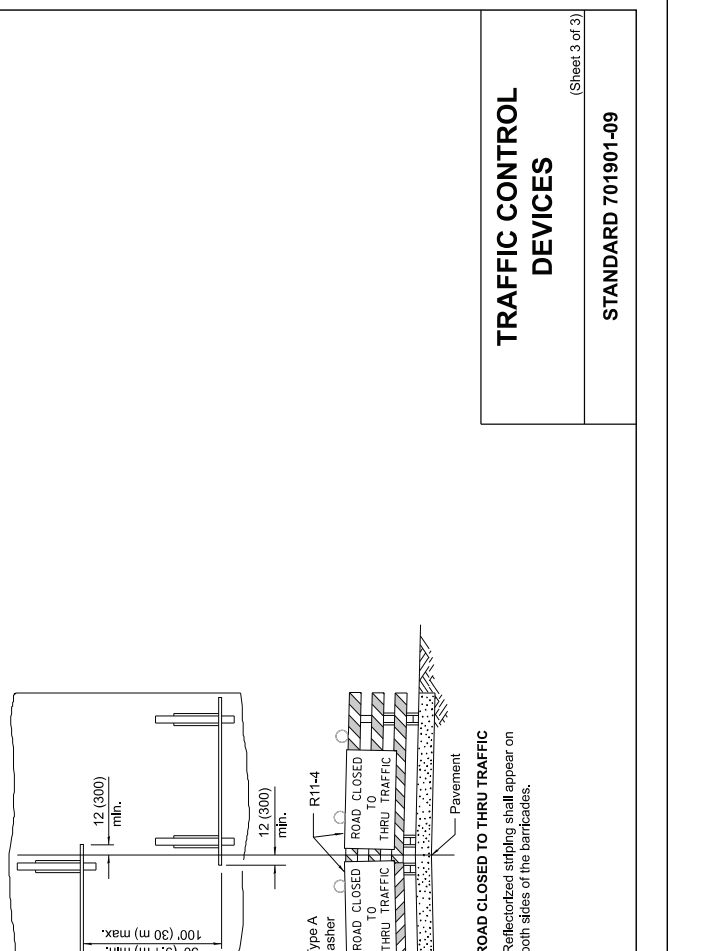 TRAFFIC CONTROL
DEVICES
(Sheet 3 of 3)
STANDARD 701901-09
12 (300)
min.
12 (300)
min.
100' (30 m) max.
R11-4
ROAD CLOSED
TO
THRU TRAFFIC
ROAD CLOSED
TO
THRU TRAFFIC
Pavement
ROAD CLOSED TO THRU TRAFFIC
Reflectorized striping shall appear on
both sides of the barricades.